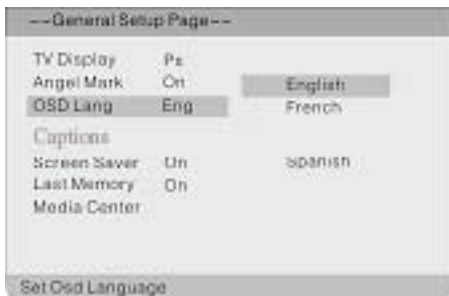 --General Setup Page--
TV Display Ps
Angel Mark On
English
OSD Lang Eng
French
Captions
Screen Saver On
Spanish
Last Memory On
Media Center
Set Osd Language